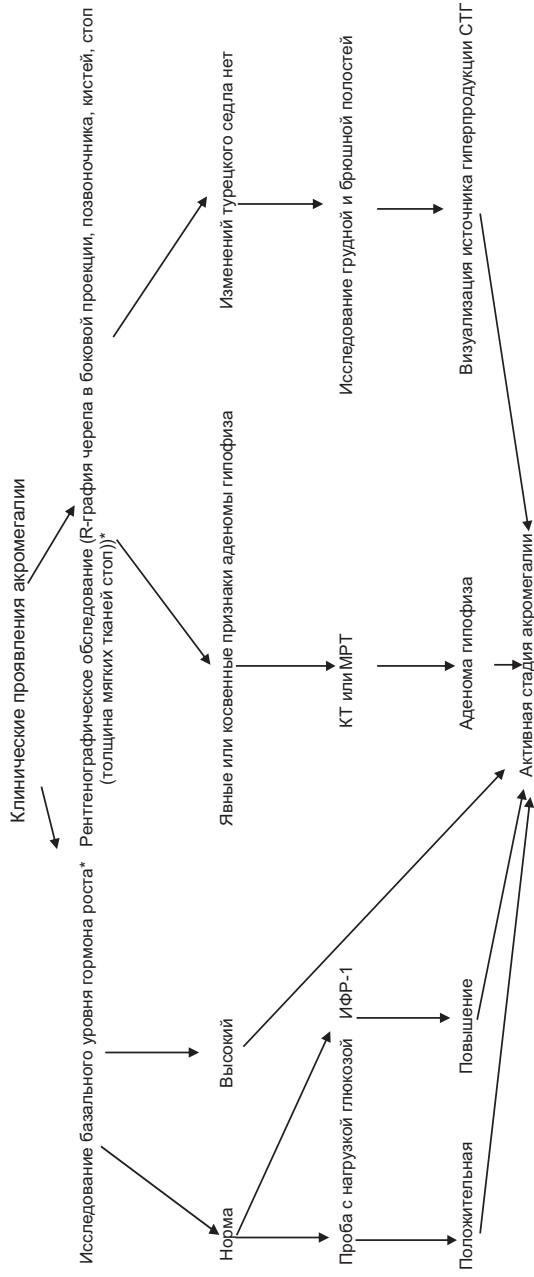 Клинические проявления акромегалии
Исследование базального уровня гормона роста*
Рентгенографическое обследование (R-графия черепа в боковой проекции, позвоночника, кистей, стоп
(толщина мягких тканей стоп))*
Норма
Высокий
Явные или косвенные признаки аденомы гипофиза
Изменений турецкого седла нет
Проба с нагрузкой глюкозой
ИФР-1
КТ или МРТ
Исследование грудной и брюшной полостей
Положительная
Повышение
Аденома гипофиза
Визуализация источника гиперпродукции СТГ
Активная стадия акромегалии